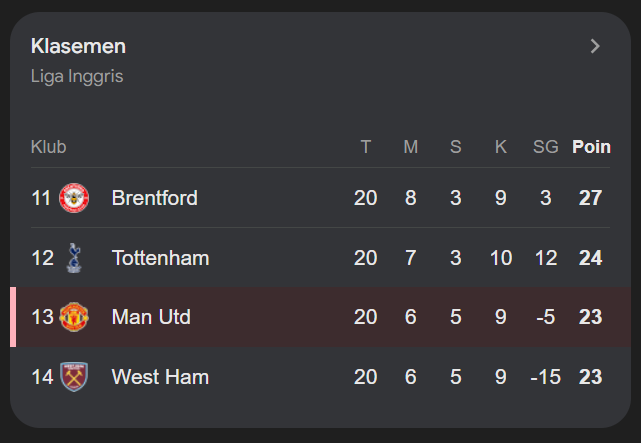 Klasemen
Liga Inggris
Klub T M S K SG Poin
11 Brentford 20 8 3 9 3 27
12 Tottenham 20 7 3 10 12 24
13 Man Utd 20 6 5 9 -5 23
14 West Ham 20 6 5 9 -15 23